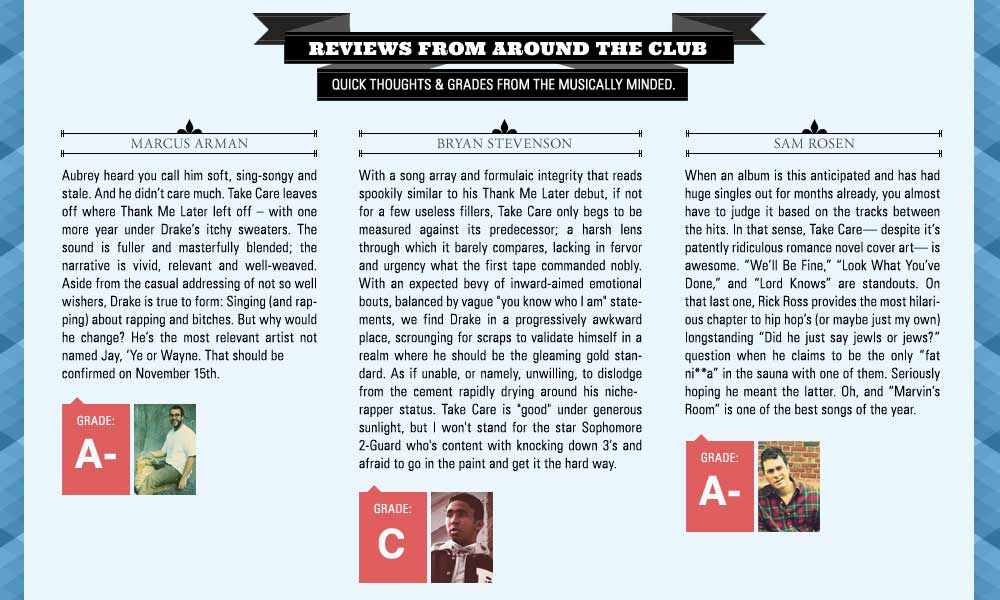 REVIEWS FROM AROUND THE CLUB
QUICK THOUGHTS & GRADES FROM THE MUSICALLY MINDED.
MARCUS ARMAN
Aubrey heard you call him soft, sing-songy and
stale. And he didn't care much. Take Care leaves
off where Thank Me Later left off – with one
more year under Drake's itchy sweaters. The
sound is fuller and masterfully blended; the
narrative is vivid, relevant and well-weaved.
Aside from the casual addressing of not so well
wishers, Drake is true to form: Singing (and rap-
ping) about rapping and bitches. But why would
he change? He's the most relevant artist not
named Jay, 'Ye or Wayne. That should be
confirmed on November 15th.
GRADE:
A-
BRYAN STEVENSON
With a song array and formulaic integrity that reads
spookily similar to his Thank Me Later debut, if not
for a few useless fillers, Take Care only begs to be
measured against its predecessor; a harsh lens
through which it barely compares, lacking in fervor
and urgency what the first tape commanded nobly.
With an expected bevy of inward-aimed emotional
bouts, balanced by vague "you know who I am" state-
ments, we find Drake in a progressively awkward
place, scrounging for scraps to validate himself in a
realm where he should be the gleaming gold stan-
dard. As if unable, or namely, unwilling, to dislodge
from the cement rapidly drying around his niche-
rapper status. Take Care is "good" under generous
sunlight, but I won't stand for the star Sophomore
2-Guard who's content with knocking down 3's and
afraid to go in the paint and get it the hard way.
GRADE:
C
SAM ROSEN
When an album is this anticipated and has had
huge singles out for months already, you almost
have to judge it based on the tracks between
the hits. In that sense, Take Care— despite it's
patently ridiculous romance novel cover art— is
awesome. “We'll Be Fine,” “Look What You've
Done,” and “Lord Knows” are standouts. On
that last one, Rick Ross provides the most hilari-
ous chapter to hip hop's (or maybe just my own)
longstanding “Did he just say jewls or jews?”
question when he claims to be the only “fat
ni**a” in the sauna with one of them. Seriously
hoping he meant the latter. Oh, and “Marvin's
Room” is one of the best songs of the year.
GRADE:
A-